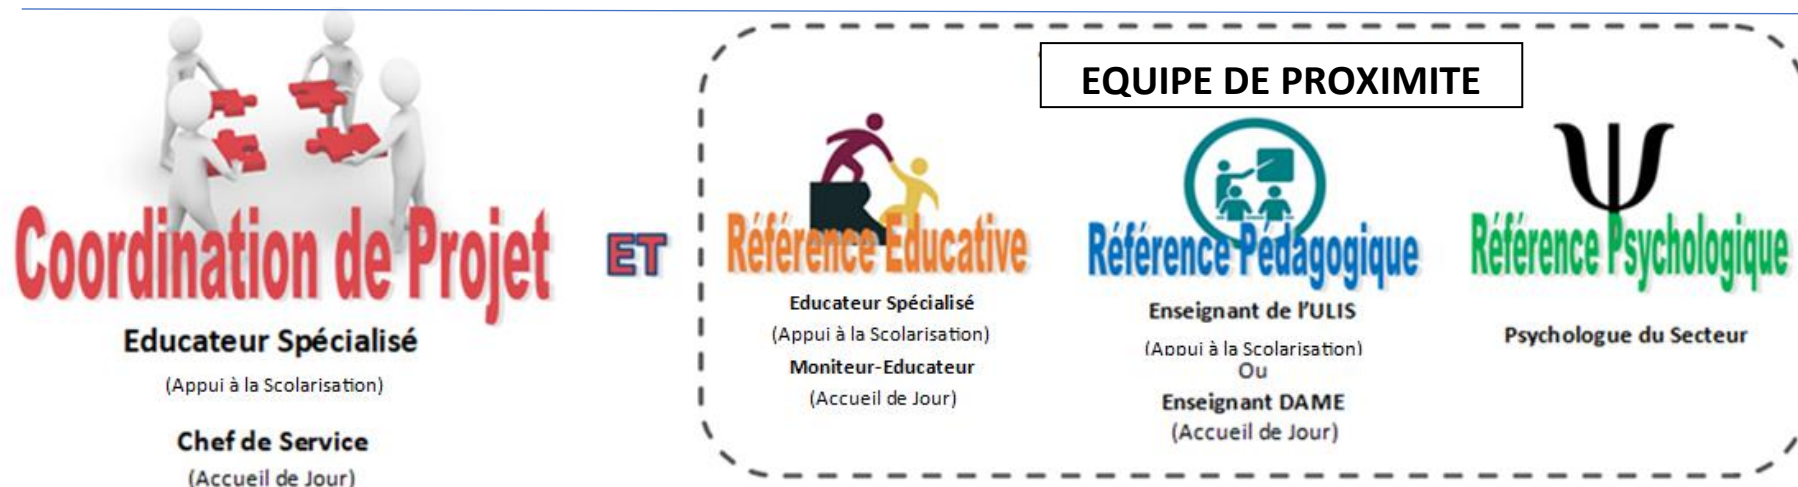 EQUIPE DE PROXIMITE
Coordination de Projet
Educateur Spécialisé
(Appui à la Scolarisation)
Chef de Service
(Accueil de Jour)
ET
Référence Educative
Educateur Spécialisé
(Appui à la Scolarisation)
Moniteur-Educateur
(Accueil de Jour)
Référence Pédagogique
Enseignant de l’ULIS
(Appui à la Scolarisation)
Ou
Enseignant DAME
(Accueil de Jour)
Référence Psychologique
Psychologue du Secteur